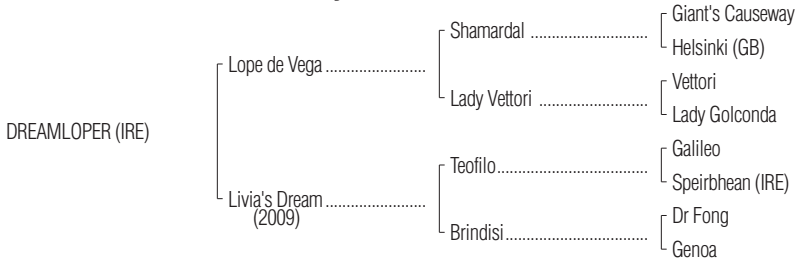 Giant's Causeway
Shamardal ..............................
Helsinki (GB)
Lope de Vega .........................
Vettori
Lady Vettori ............................
Lady Golconda
DREAMLOPER (IRE)
Galileo
Teofilo.......................................
Speirbhean (IRE)
Livia's Dream .........................
(2009)
Dr Fong
Brindisi.....................................
Genoa